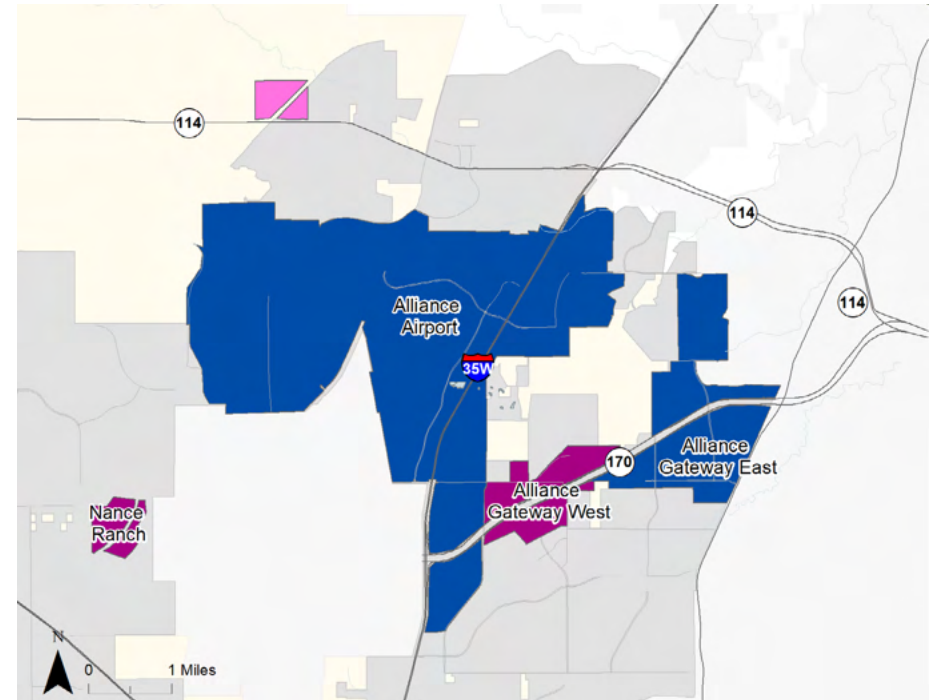 114
114
114
Alliance
Airport
35W
Alliance
Gateway East
170
Alliance
Gateway West
Nance
Ranch
N
0 1 Miles